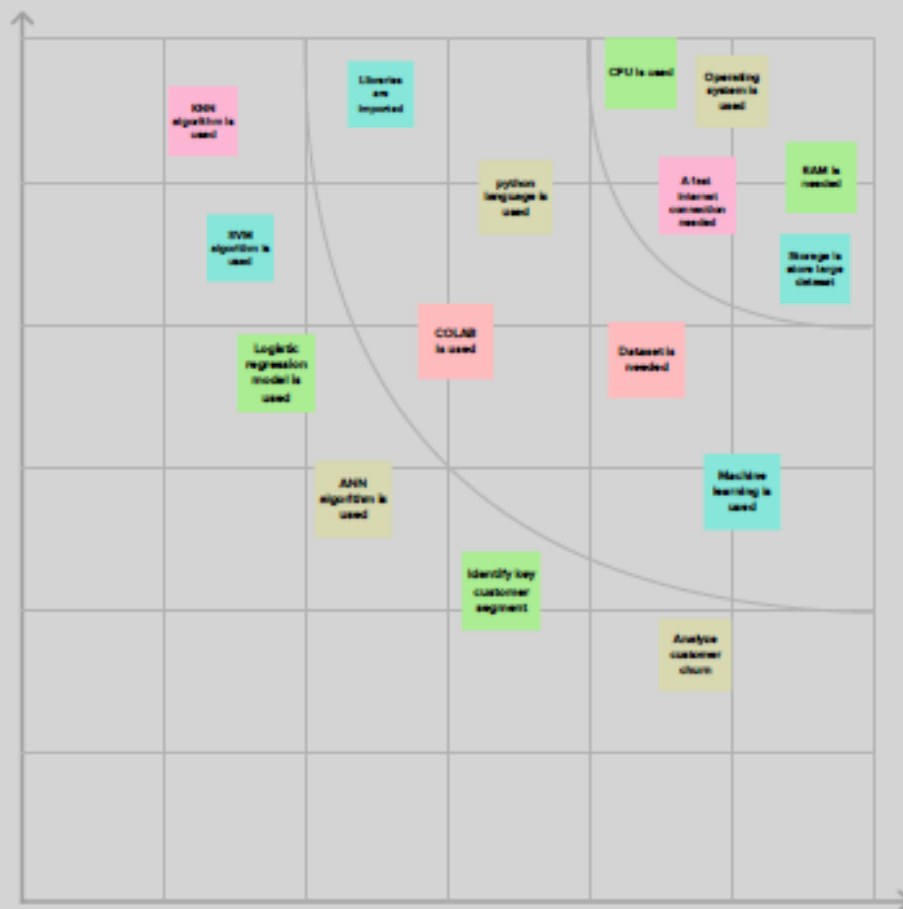 CPU is used
Operating
system is
used
Libraries
are
imported
KNN
algorithm is
used
RAM is
needed
python
language is
used
A fast
internet
connection
needed
SVM
algorithm is
used
Storage is
store large
dataset
COLAB
is used
Dataset is
needed
Logistic
regression
model is
used
ANN
algorithm is
used
Machine
learning is
used
Identify key
customer
segment
Analyze
customer
churn